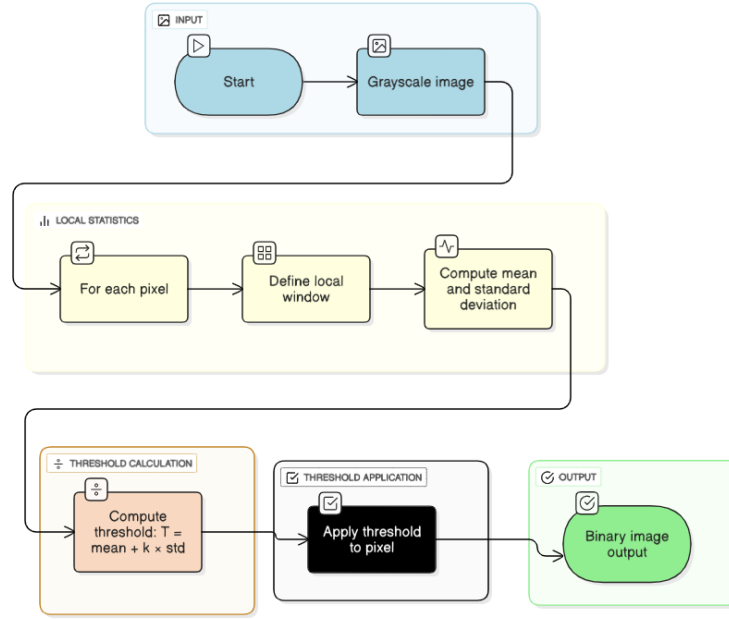 INPUT
Start
Grayscale image
LOCAL STATISTICS
For each pixel
Define local
window
Compute mean
and standard
deviation
THRESHOLD CALCULATION
Compute
threshold: T =
mean + k × std
THRESHOLD APPLICATION
Apply threshold
to pixel
OUTPUT
Binary image
output